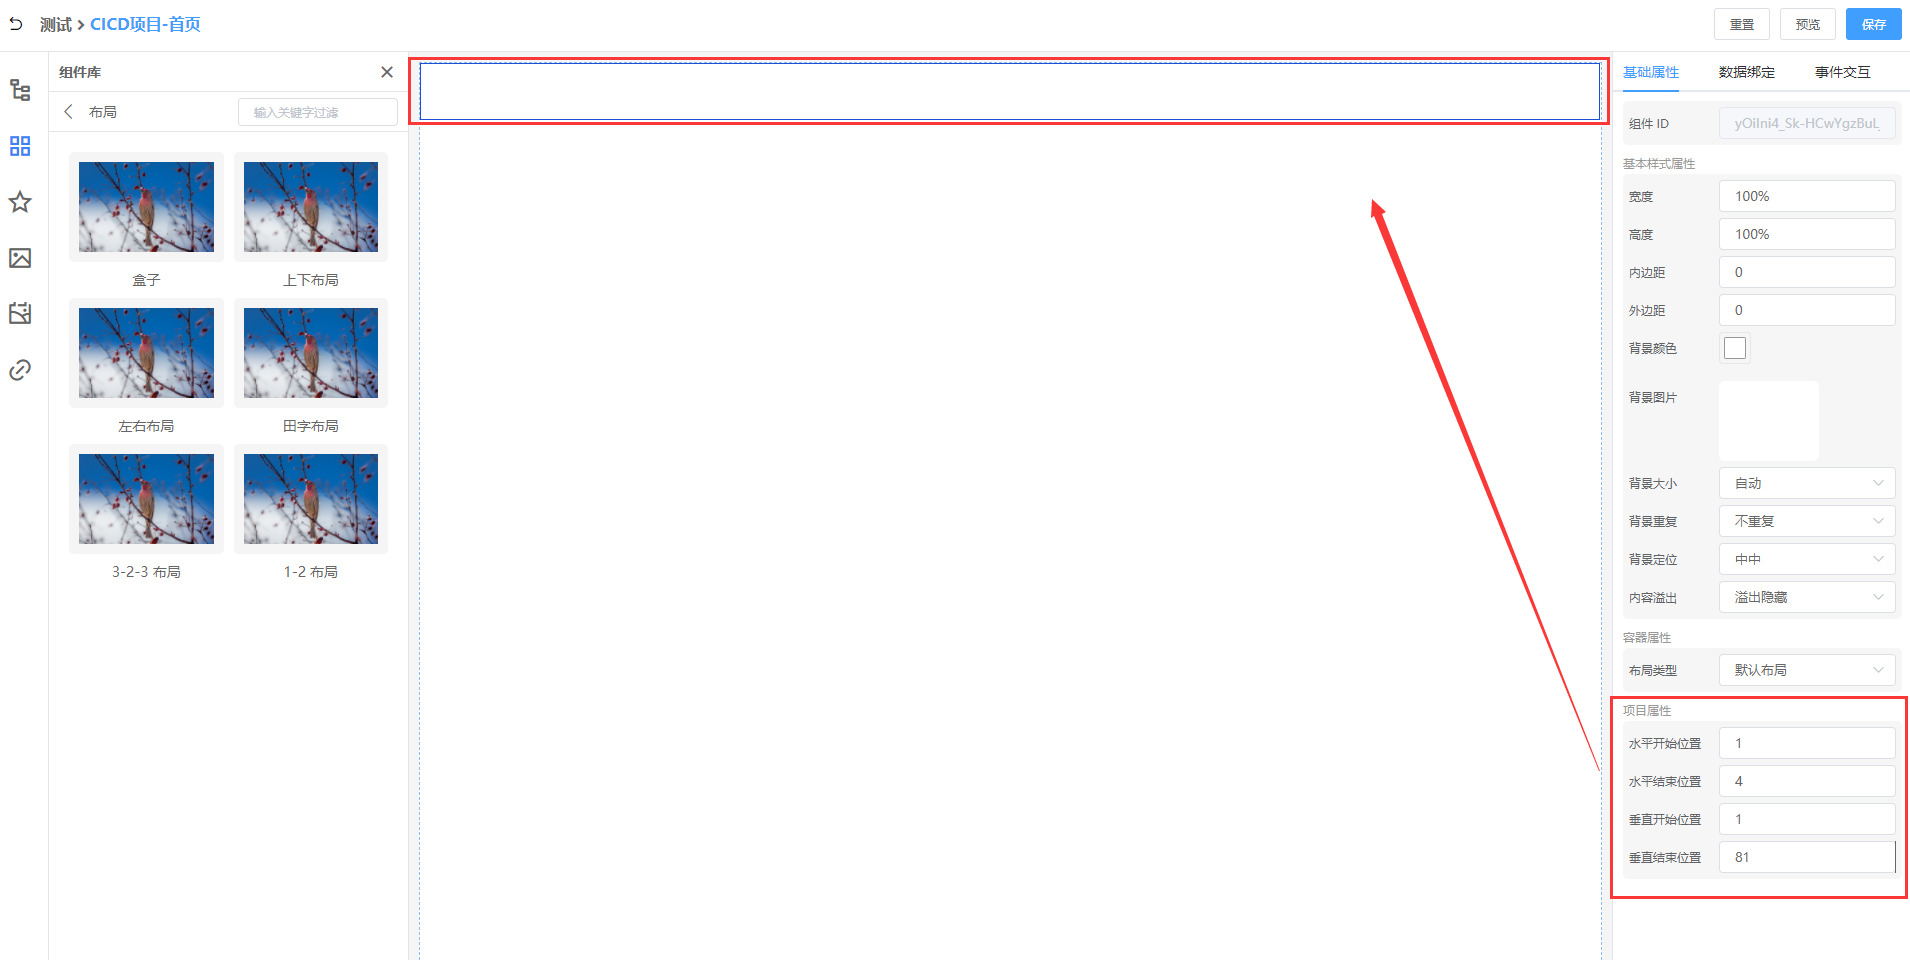 测试 > CICD项目-首页
重置 预览 保存
组件库
布局
输入关键字过滤
盒子 上下布局
左右布局 田字布局
3-2-3 布局 1-2 布局
基础属性 数据绑定 事件交互
组件 ID yOiIni4_Sk-HCwYgzBuL
基本样式属性
宽度 100%
高度 100%
内边距 0
外边距 0
背景颜色
背景图片
背景大小 自动
背景重复 不重复
背景定位 中中
内容溢出 溢出隐藏
容器属性
布局类型 默认布局
项目属性
水平开始位置 1
水平结束位置 4
垂直开始位置 1
垂直结束位置 81